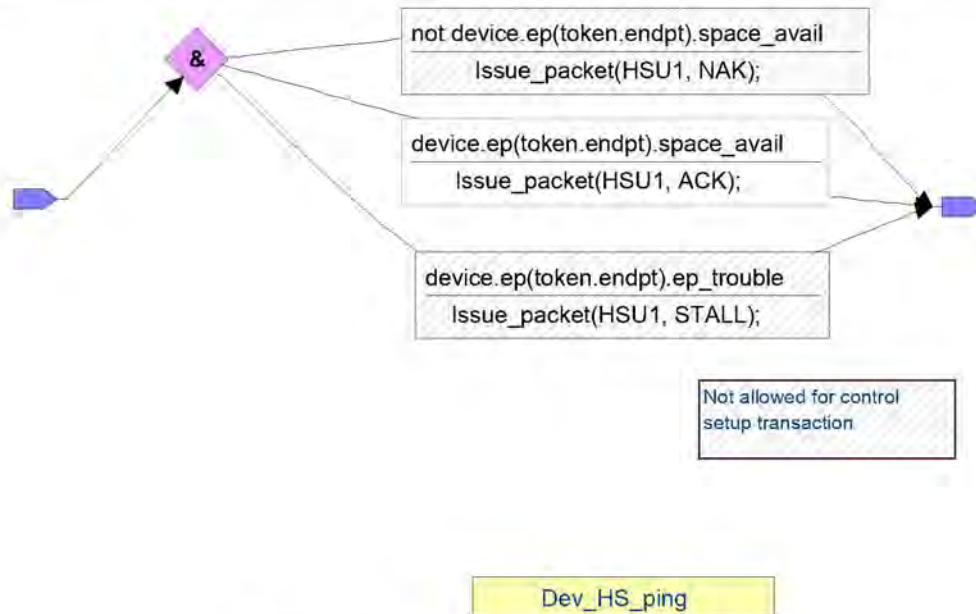 &
not device.ep(token.endpt).space_avail
Issue_packet(HSU1, NAK);
device.ep(token.endpt).space_avail
Issue_packet(HSU1, ACK);
device.ep(token.endpt).ep_trouble
Issue_packet(HSU1, STALL);
Not allowed for control
setup transaction
Dev_HS_ping